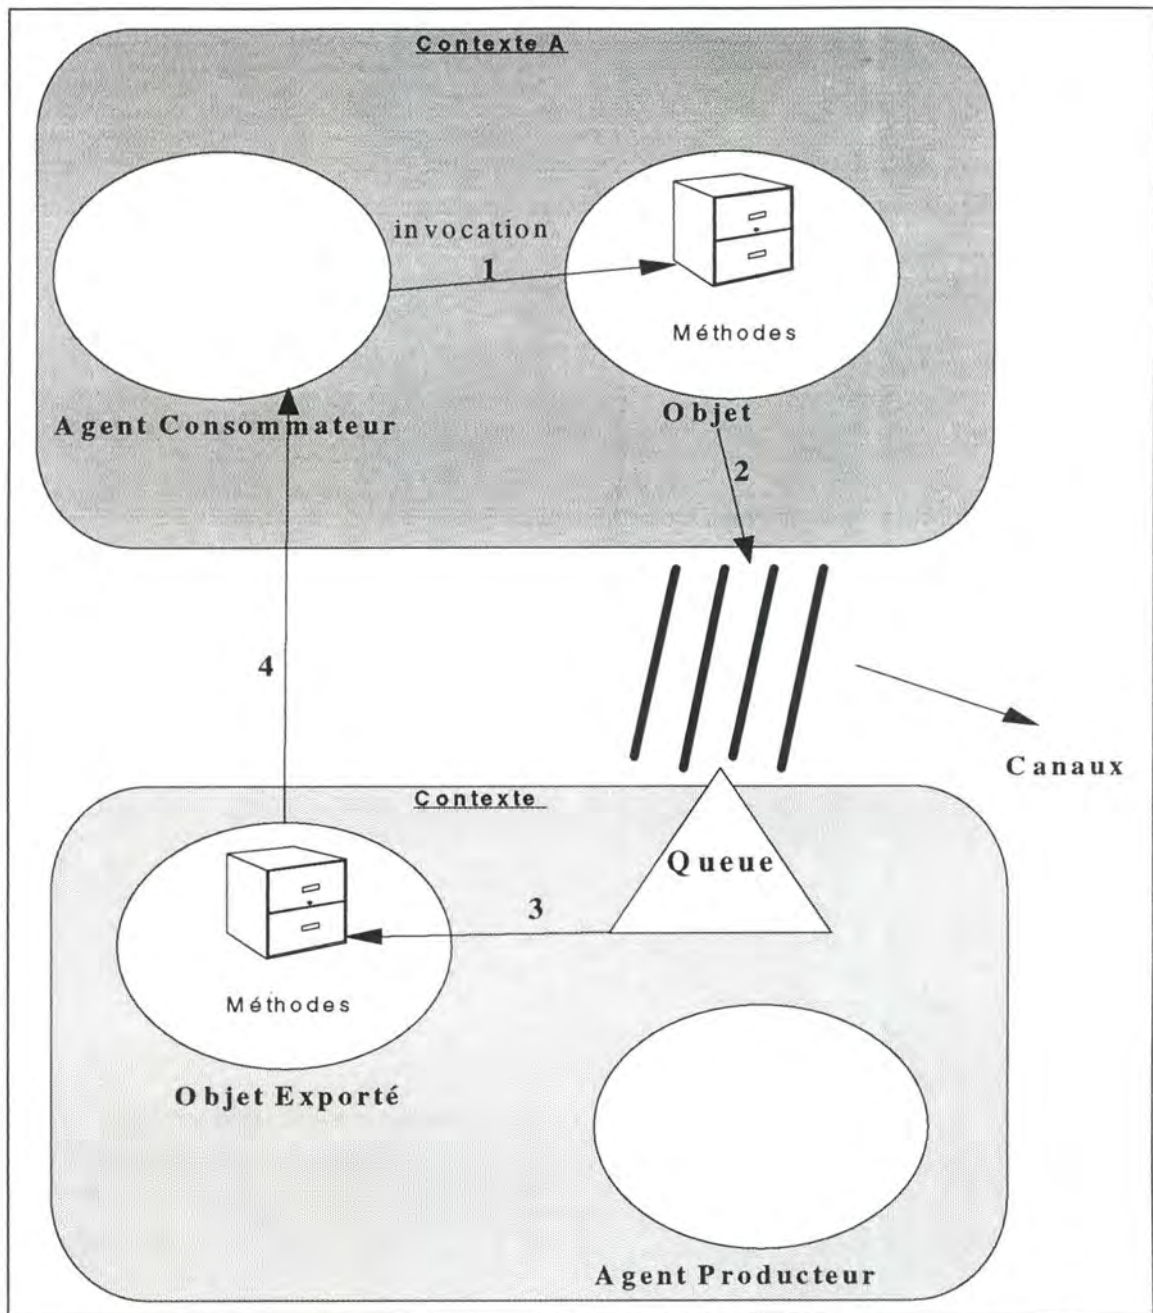 Contexte A
invocation
1
Méthodes
Agent Consommateur
Objet
2
4
Canaux
Contexte
Queue
3
Méthodes
Objet Exporté
Agent Producteur